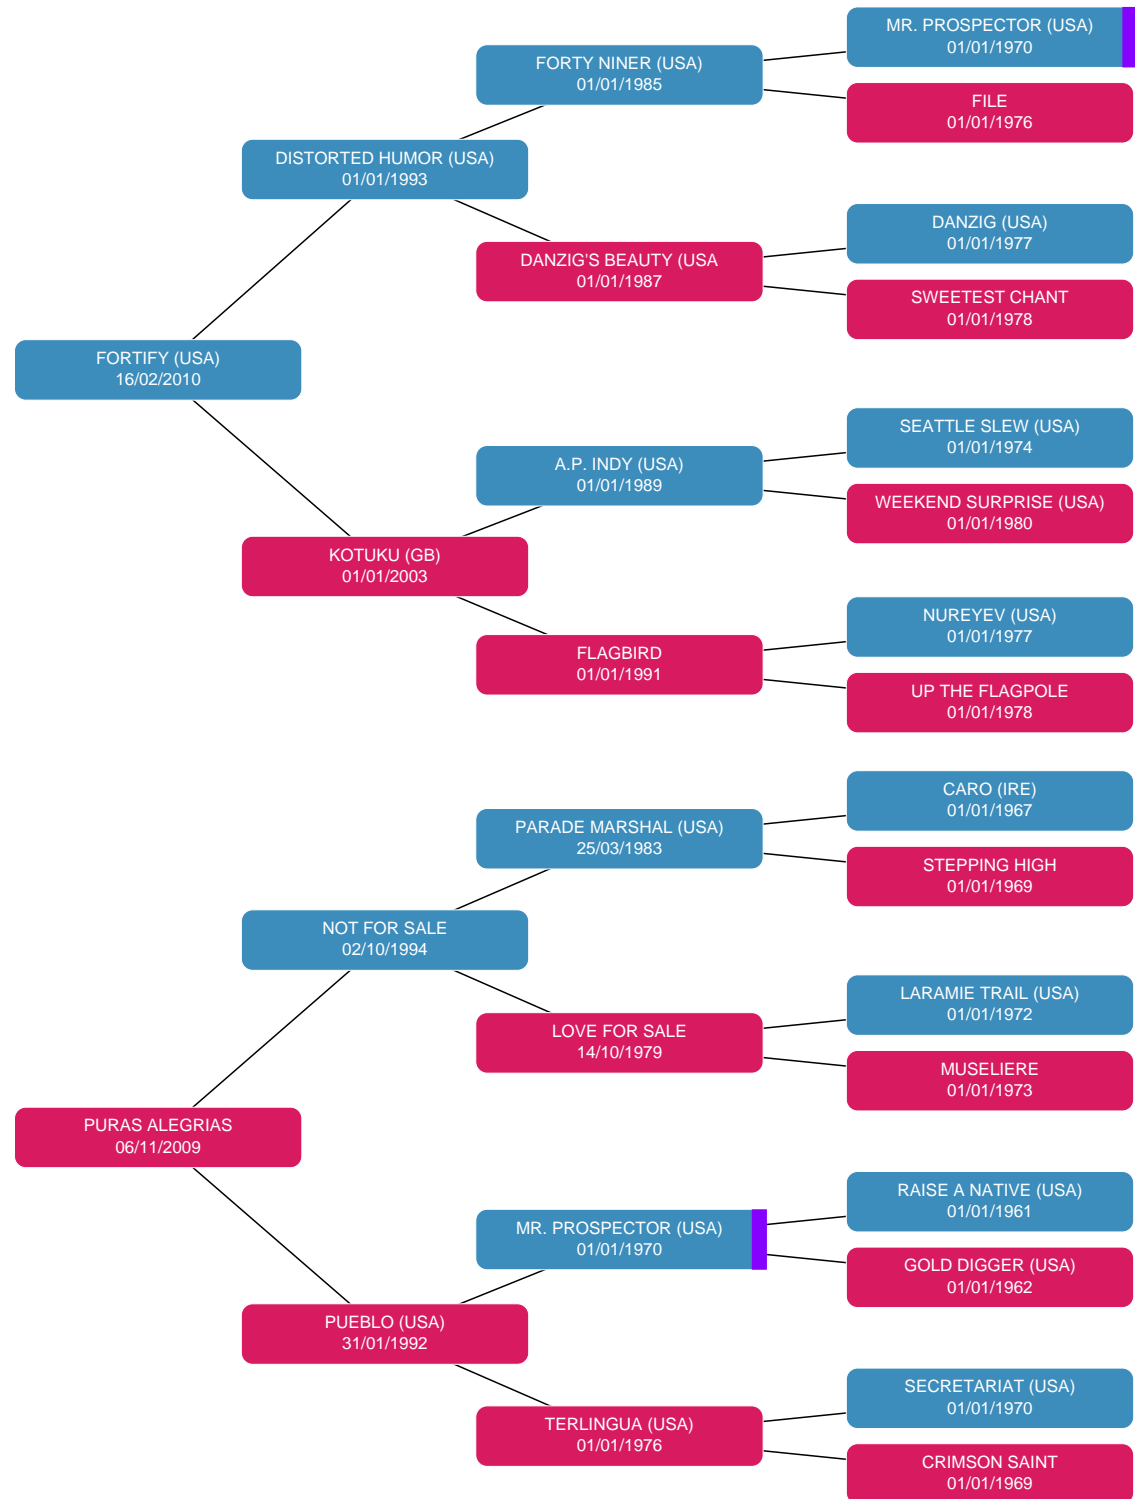 MR. PROSPECTOR (USA)
01/01/1970
FORTY NINER (USA)
01/01/1985
FILE
01/01/1976
DISTORTED HUMOR (USA)
01/01/1993
DANZIG (USA)
01/01/1977
DANZIG'S BEAUTY (USA
01/01/1987
SWEETEST CHANT
01/01/1978
FORTIFY (USA)
16/02/2010
SEATTLE SLEW (USA)
01/01/1974
A.P. INDY (USA)
01/01/1989
WEEKEND SURPRISE (USA)
01/01/1980
KOTUKU (GB)
01/01/2003
NUREYEV (USA)
01/01/1977
FLAGBIRD
01/01/1991
UP THE FLAGPOLE
01/01/1978
CARO (IRE)
01/01/1967
PARADE MARSHAL (USA)
25/03/1983
STEPPING HIGH
01/01/1969
NOT FOR SALE
02/10/1994
LARAMIE TRAIL (USA)
01/01/1972
LOVE FOR SALE
14/10/1979
MUSELIERE
01/01/1973
PURAS ALEGRIAS
06/11/2009
RAISE A NATIVE (USA)
01/01/1961
MR. PROSPECTOR (USA)
01/01/1970
GOLD DIGGER (USA)
01/01/1962
PUEBLO (USA)
31/01/1992
SECRETARIAT (USA)
01/01/1970
TERLINGUA (USA)
01/01/1976
CRIMSON SAINT
01/01/1969